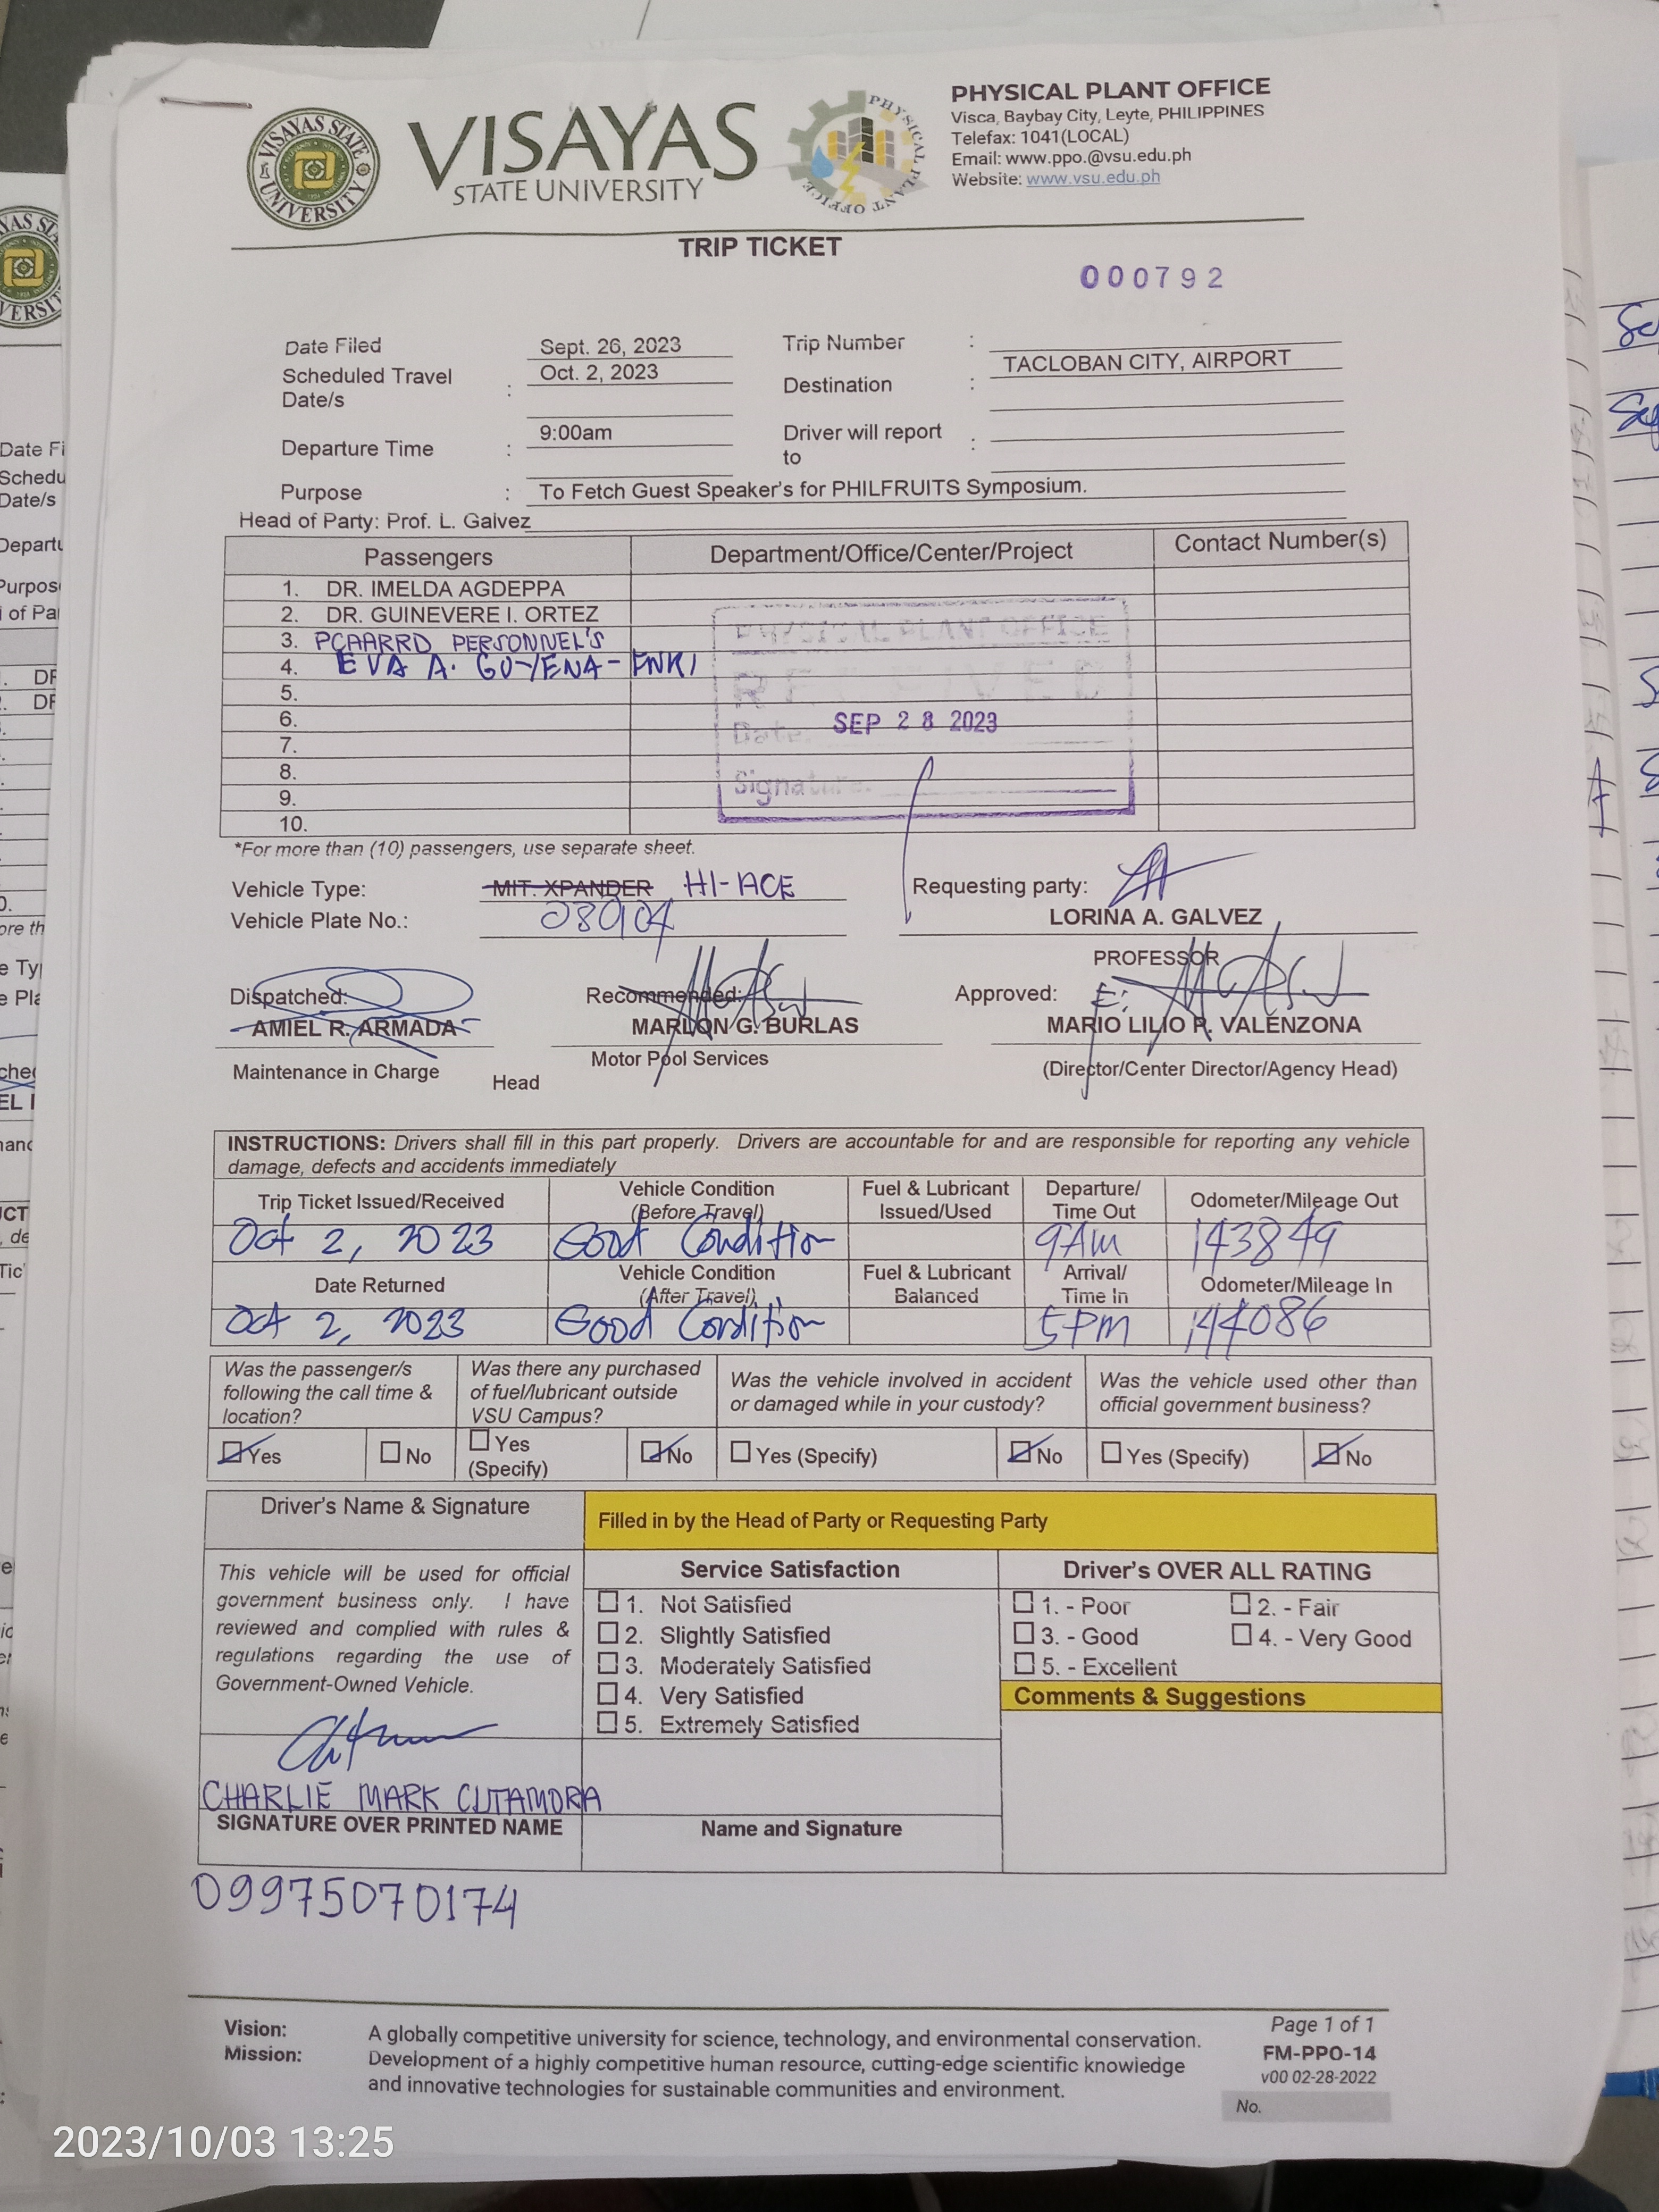 VISAYAS STATE UNIVERSITY
VISAYAS
STATE UNIVERSITY
PHYSICAL PLANT OFFICE
PHYSICAL PLANT OFFICE
Visca, Baybay City, Leyte, PHILIPPINES
Telefax: 1041(LOCAL)
Email: www.ppo.@vsu.edu.ph
Website: www.vsu.edu.ph
TRIP TICKET
000792
Date Filed Sept. 26, 2023 Trip Number :
Scheduled Travel Date/s : Oct. 2, 2023 Destination : TACLOBAN CITY, AIRPORT
Departure Time : 9:00am Driver will report to :
Purpose : To Fetch Guest Speaker's for PHILFRUITS Symposium.
Head of Party: Prof. L. Galvez
Passengers Department/Office/Center/Project Contact Number(s)
1. DR. IMELDA AGDEPPA
2. DR. GUINEVERE I. ORTEZ
3. PCAARRD PERSONNEL'S
4. EVA A.
5.
6.
7.
8.
9.
10.
PHYSICAL PLANT OFFICE
RECEIVED
Date: SEP 28 2023
Signature:
*For more than (10) passengers, use separate sheet.
Vehicle Type: MIT. XPANDER HI-ACE Requesting party:
Vehicle Plate No.: LORINA A. GALVEZ
PROFESSOR
Dispatched: Recommended: Approved:
AMIEL R. ARMADA MARLON G. BURLAS MARIO LILIO P. VALENZONA
Maintenance in Charge Head Motor Pool Services (Director/Center Director/Agency Head)
INSTRUCTIONS: Drivers shall fill in this part properly. Drivers are accountable for and are responsible for reporting any vehicle
damage, defects and accidents immediately
Trip Ticket Issued/Received Vehicle Condition (Before Travel) Fuel & Lubricant Issued/Used Departure/ Time Out Odometer/Mileage Out
Oct 2, 2023 Good Condition 9AM 143849
Date Returned Vehicle Condition (After Travel) Fuel & Lubricant Balanced Arrival/ Time In Odometer/Mileage In
Oct 2, 2023 Good Condition 5PM 144086
Was the passenger/s following the call time & location? Was there any purchased of fuel/lubricant outside VSU Campus? Was the vehicle involved in accident or damaged while in your custody? Was the vehicle used other than official government business?
Yes No Yes (Specify) No Yes (Specify) No Yes (Specify) No
Driver's Name & Signature Filled in by the Head of Party or Requesting Party
This vehicle will be used for official
government business only. I have
reviewed and complied with rules &
regulations regarding the use of
Government-Owned Vehicle.
Service Satisfaction
1. Not Satisfied
2. Slightly Satisfied
3. Moderately Satisfied
4. Very Satisfied
5. Extremely Satisfied
Driver's OVER ALL RATING
1. - Poor 2. - Fair
3. - Good 4. - Very Good
5. - Excellent
Comments & Suggestions
CHARLIE MARK CUTAMORA
SIGNATURE OVER PRINTED NAME Name and Signature
09975070174
Vision: A globally competitive university for science, technology, and environmental conservation.
Mission: Development of a highly competitive human resource, cutting-edge scientific knowledge
and innovative technologies for sustainable communities and environment.
Page 1 of 1
FM-PPO-14
v00 02-28-2022
No.
2023/10/03 13:25